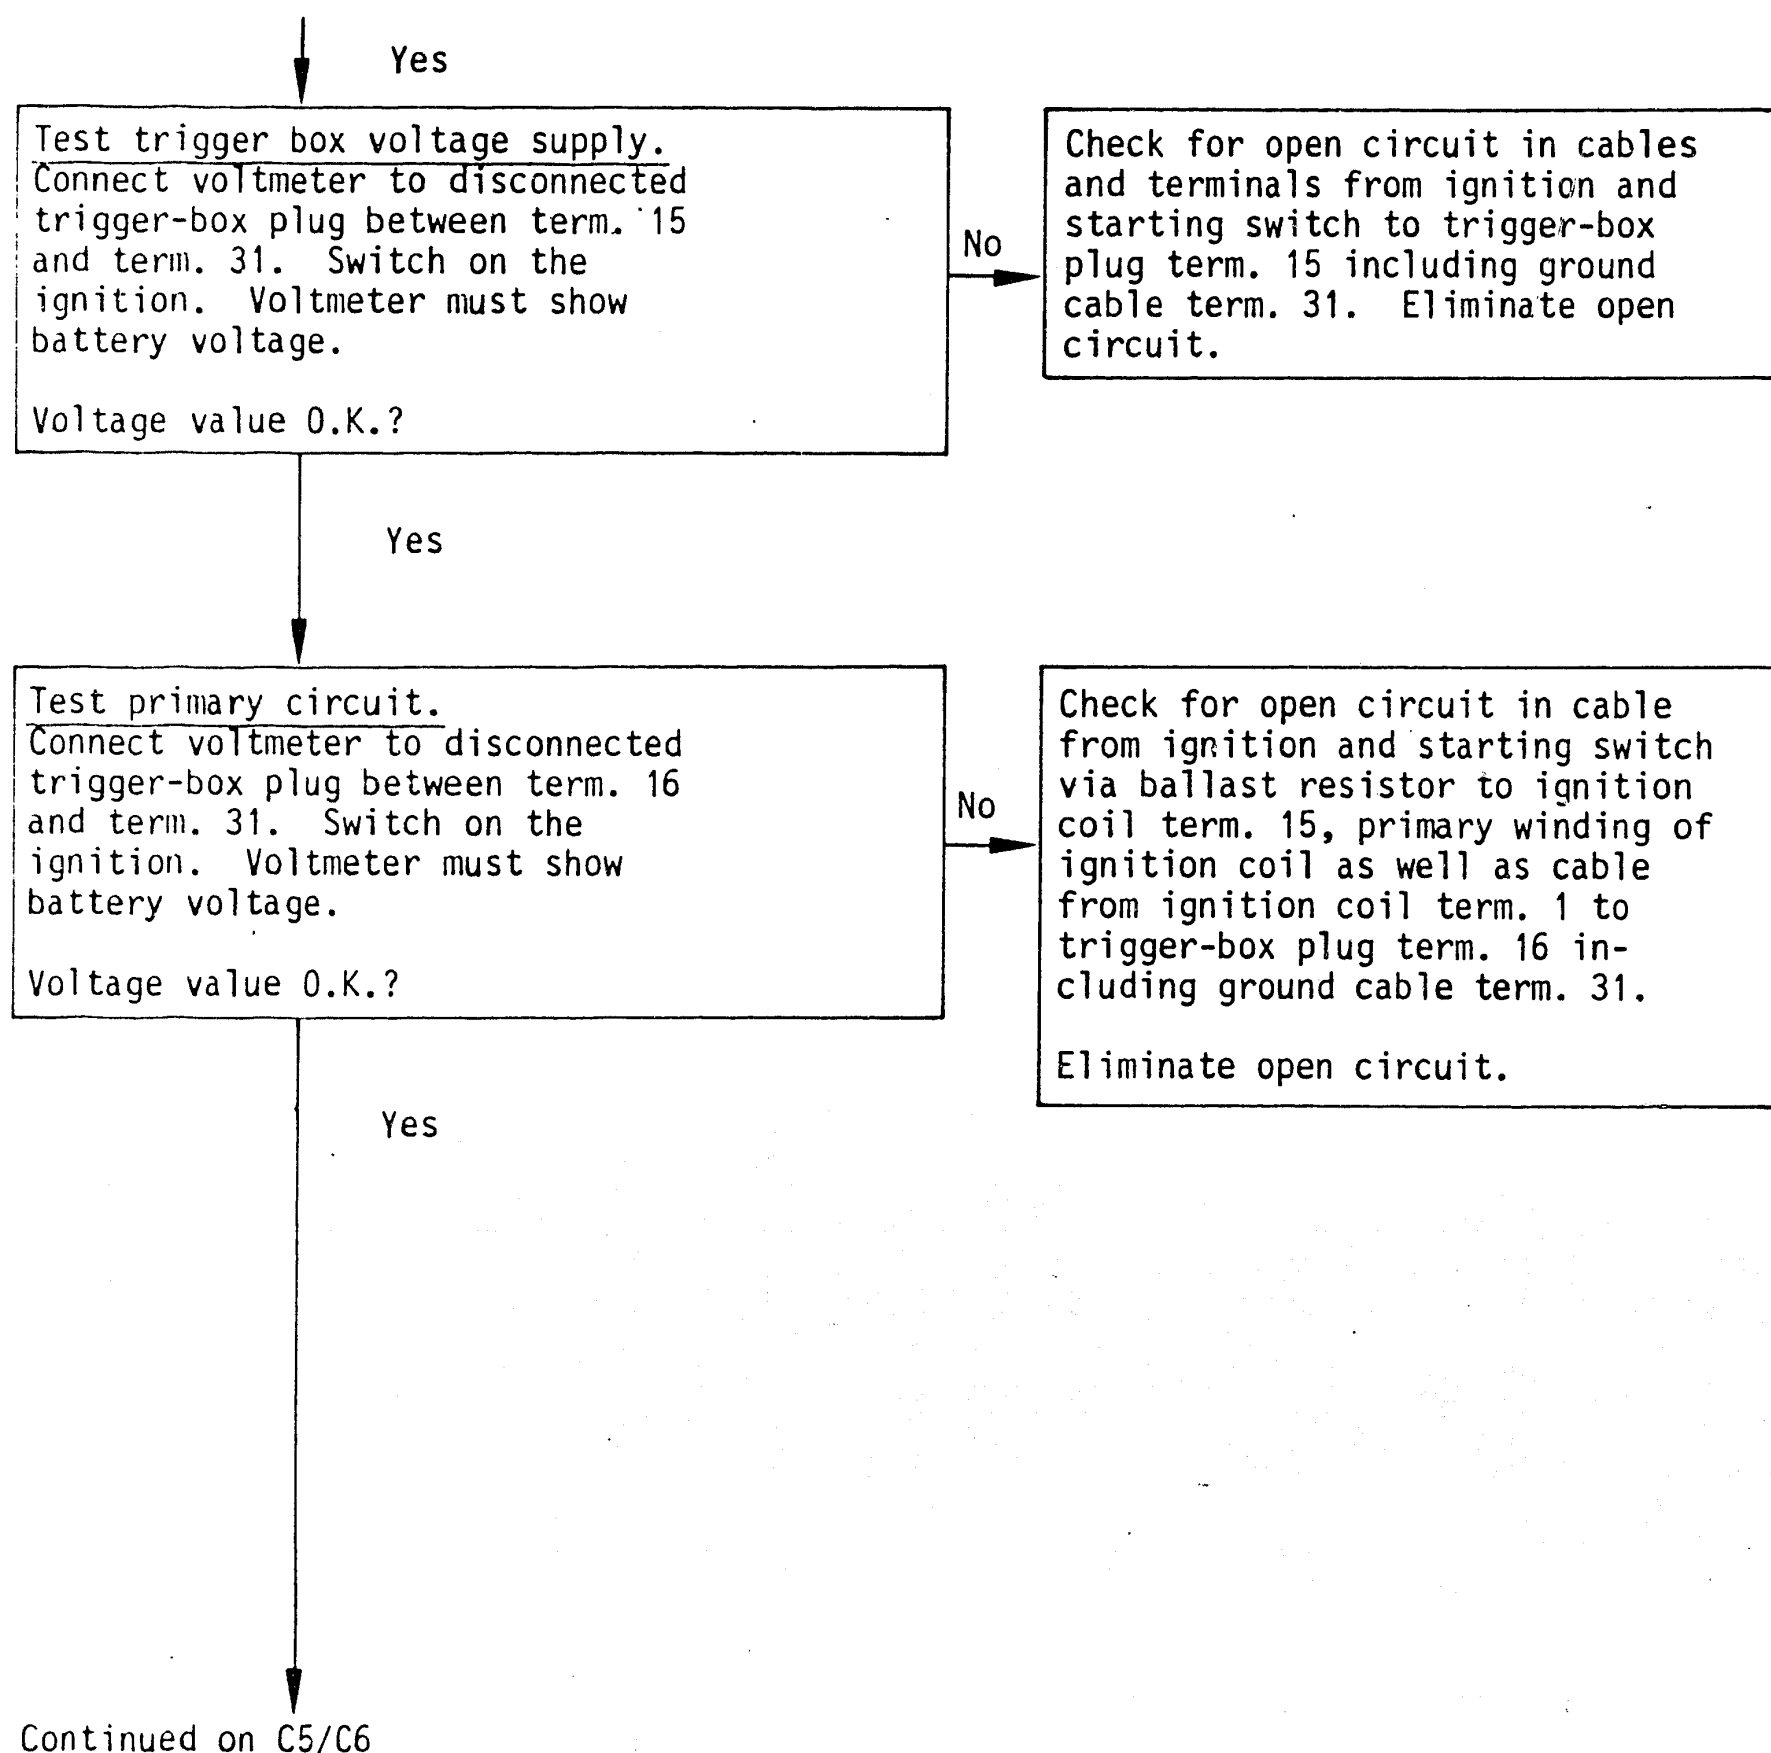 Yes
Test trigger box voltage supply.
Connect voltmeter to disconnected
trigger-box plug between term. 15
and term. 31. Switch on the
ignition. Voltmeter must show
battery voltage.
Voltage value O.K.?
No
Check for open circuit in cables
and terminals from ignition and
starting switch to trigger-box
plug term. 15 including ground
cable term. 31. Eliminate open
circuit.
Yes
Test primary circuit.
Connect voltmeter to disconnected
trigger-box plug between term. 16
and term. 31. Switch on the
ignition. Voltmeter must show
battery voltage.
Voltage value O.K.?
No
Check for open circuit in cable
from ignition and starting switch
via ballast resistor to ignition
coil term. 15, primary winding of
ignition coil as well as cable
from ignition coil term. 1 to
trigger-box plug term. 16 in-
cluding ground cable term. 31.
Eliminate open circuit.
Yes
Continued on C5/C6